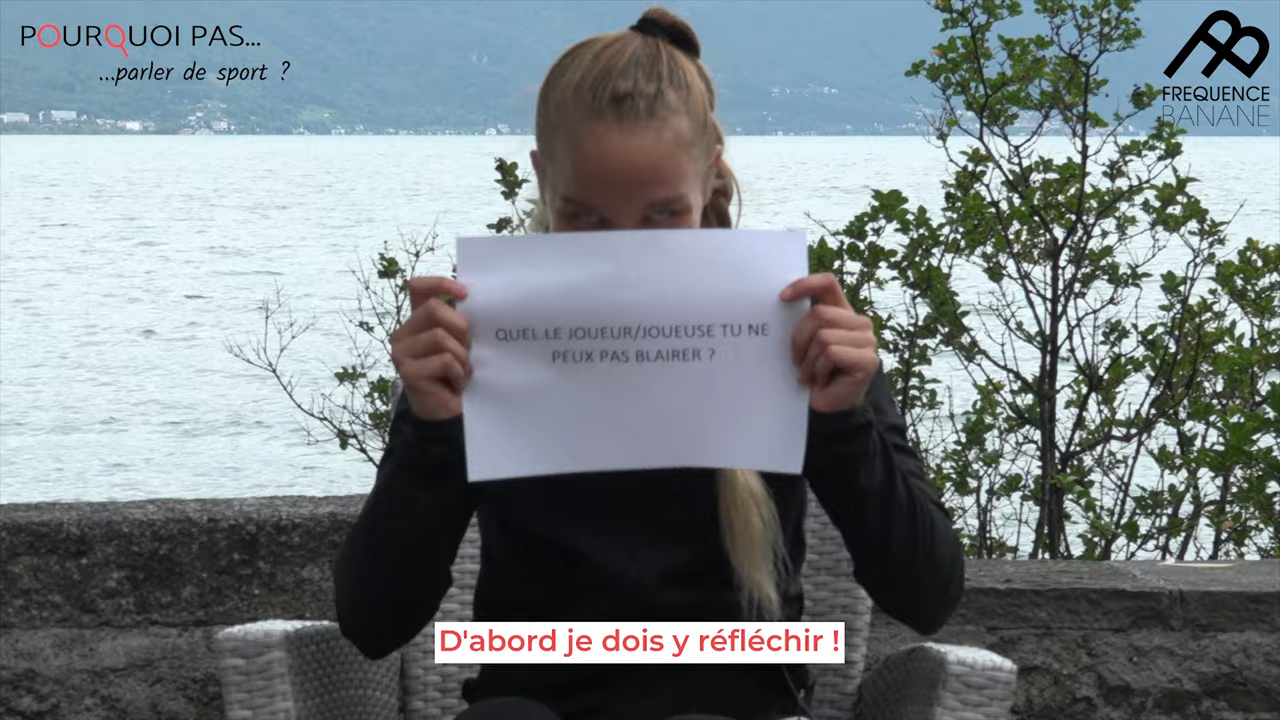 POURQUOI PAS...
...parler de sport ?
FREQUENCE
BANANE
QUEL.LE JOUEUR/JOUEUSE TU NE
PEUX PAS BLAIRER ?
D'abord je dois y réfléchir !